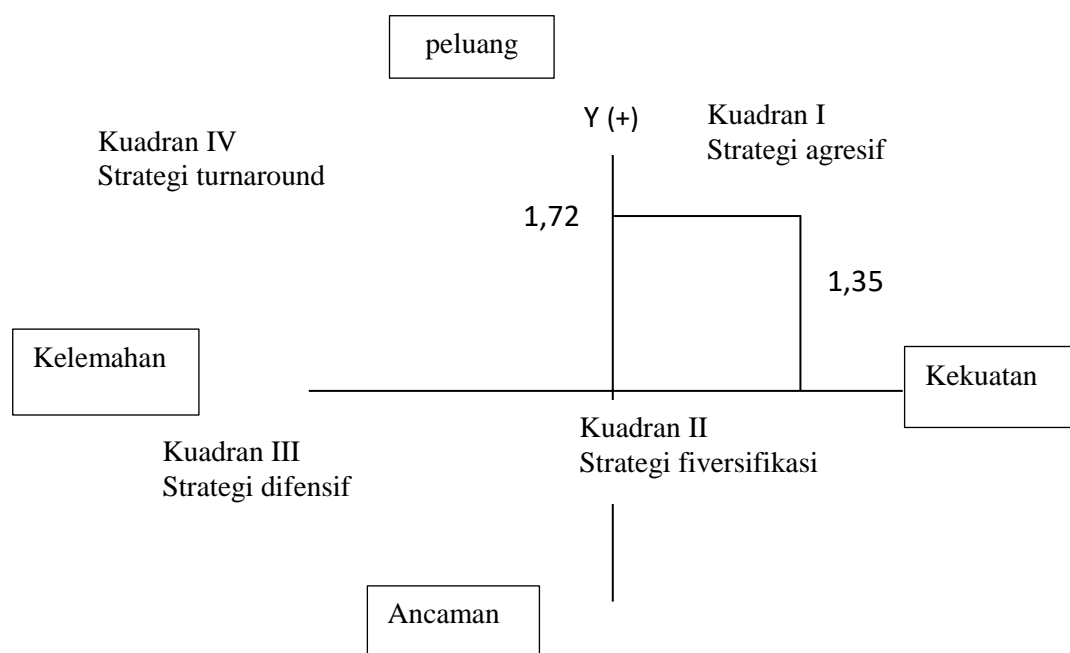 peluang
Y (+)
Kuadran I
Strategi agresif
Kuadran IV
Strategi turnaround
1,72
1,35
Kelemahan
Kekuatan
Kuadran II
Strategi fiversifikasi
Kuadran III
Strategi difensif
Ancaman